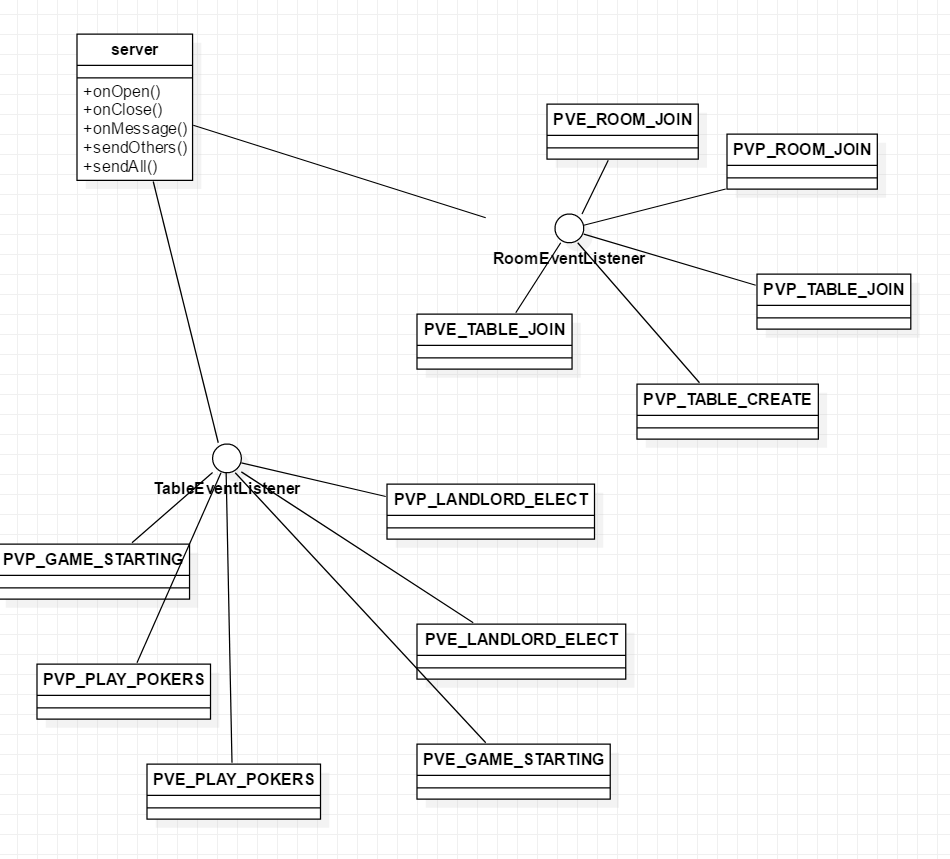 server
+onOpen()
+onClose()
+onMessage()
+sendOthers()
+sendAll()
PVE_ROOM_JOIN
PVP_ROOM_JOIN
RoomEventListener
PVP_TABLE_JOIN
PVE_TABLE_JOIN
PVP_TABLE_CREATE
TableEventListener
PVP_LANDLORD_ELECT
PVP_GAME_STARTING
PVE_LANDLORD_ELECT
PVP_PLAY_POKERS
PVE_GAME_STARTING
PVE_PLAY_POKERS